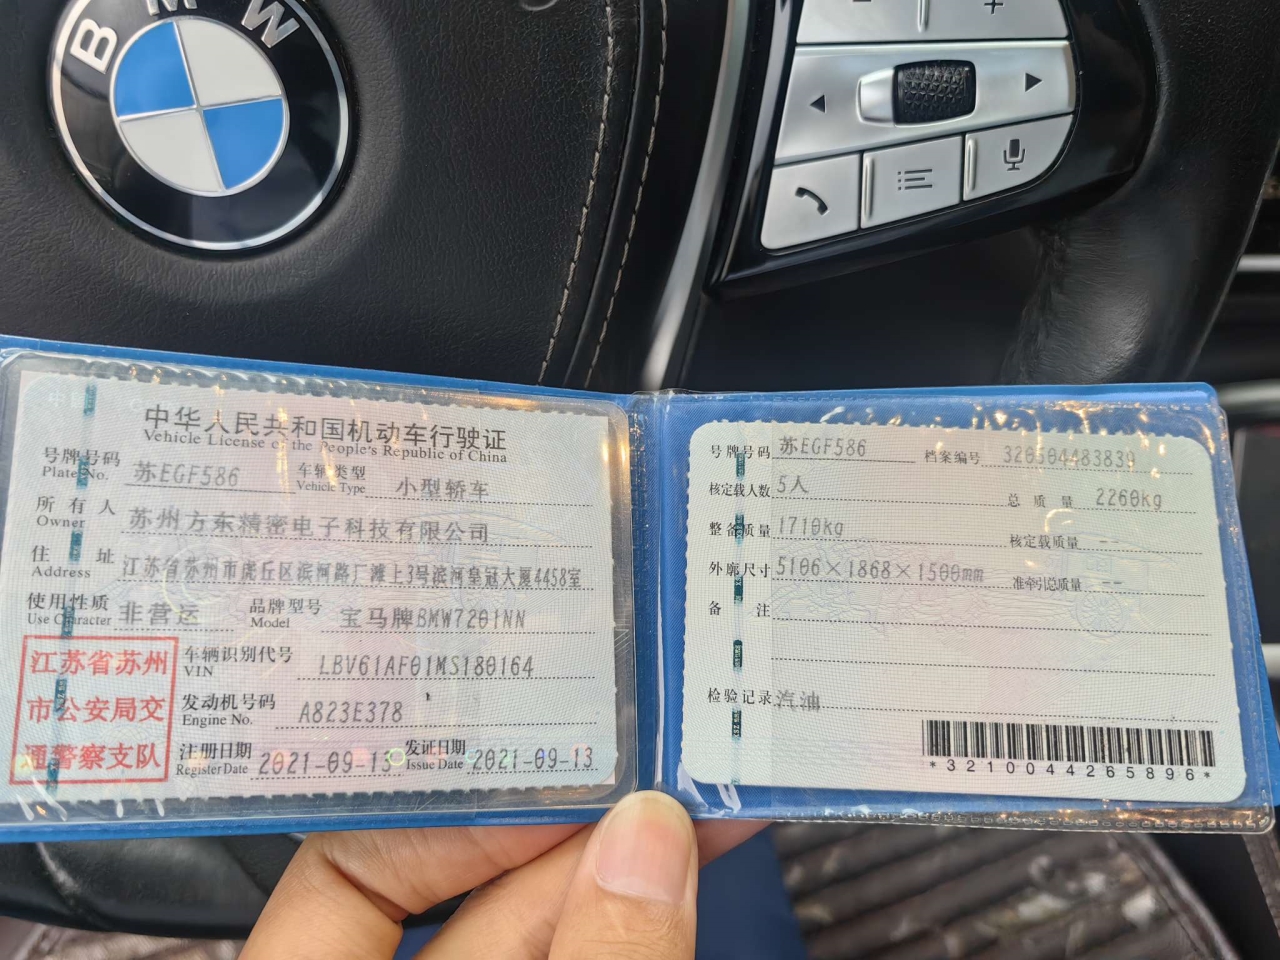 BMW
− +
中华人民共和国机动车行驶证
Vehicle License of the People's Republic of China
号牌号码 苏EGF586 车辆类型 小型轿车
Plate No. Vehicle Type
所有人 苏州方东精密电子科技有限公司
Owner
住址 江苏省苏州市虎丘区滨河路厂滩上3号滨河皇冠大厦4458室
Address
使用性质 非营运 品牌型号 宝马牌BMW7201NN
Use Character Model
江苏省苏州
市公安局交
通警察支队
车辆识别代号 LBV61AF01MS180164
VIN
发动机号码 A823E378
Engine No.
注册日期 2021-09-13 发证日期 2021-09-13
Register Date Issue Date
号牌号码 苏EGF586 档案编号 320504483839
核定载人数 5人 总质量 2260kg
整备质量 1710kg 核定载质量 --
外廓尺寸 5106×1868×1500mm 准牵引总质量 --
备注
检验记录 汽油
*3210044265896*